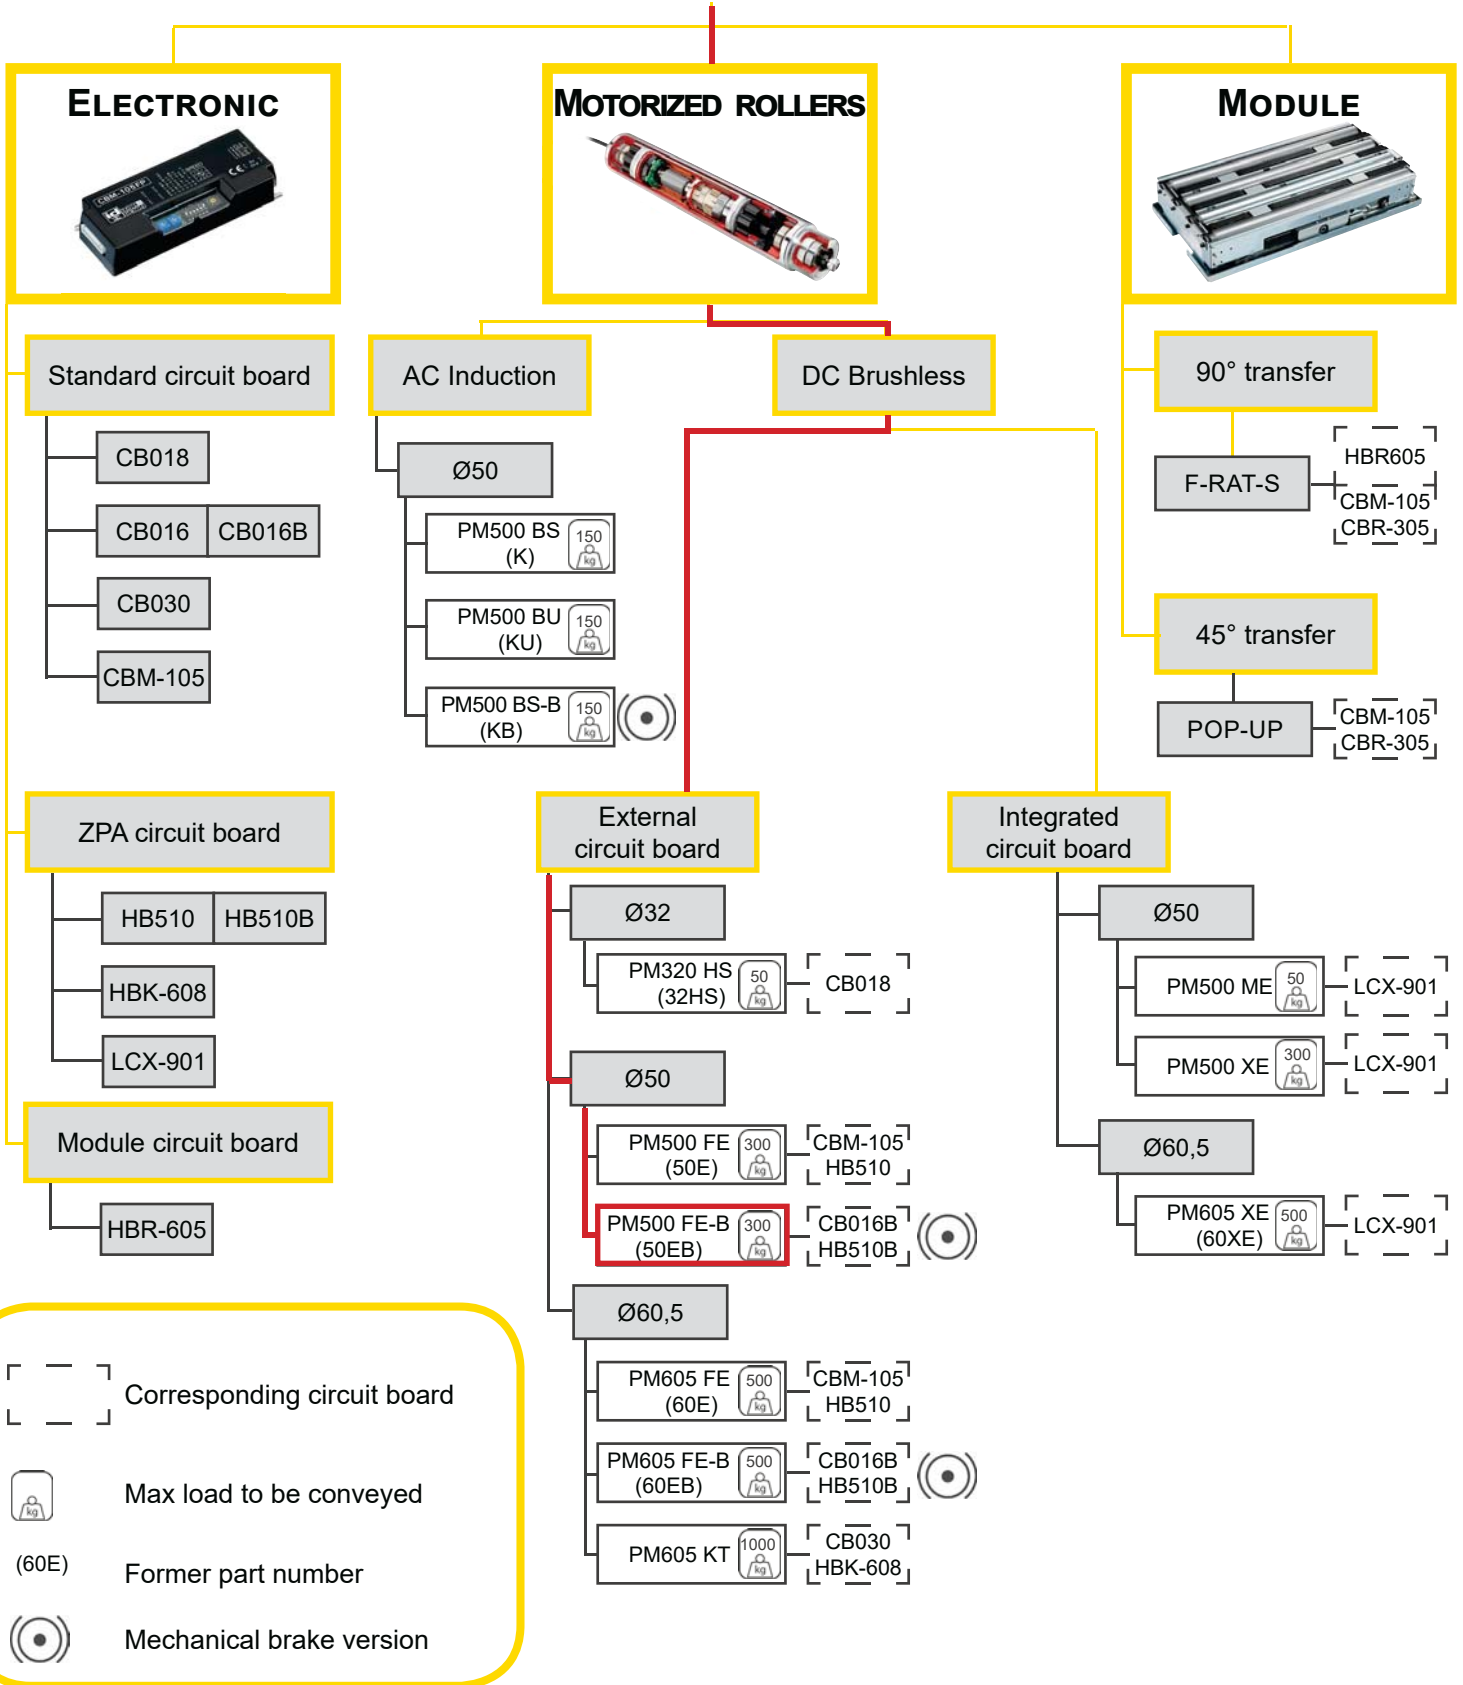 ELECTRONIC
CBM-105FP
MOTORIZED ROLLERS
MODULE
Standard circuit board
CB018
CB016
CB016B
CB030
CBM-105
ZPA circuit board
HB510
HB510B
HBK-608
LCX-901
Module circuit board
HBR-605
AC Induction
Ø50
PM500 BS
(K)
150
kg
PM500 BU
(KU)
150
kg
PM500 BS-B
(KB)
150
kg
DC Brushless
External
circuit board
Ø32
PM320 HS
(32HS)
50
kg
CB018
Ø50
PM500 FE
(50E)
300
kg
CBM-105
HB510
PM500 FE-B
(50EB)
300
kg
CB016B
HB510B
Ø60,5
PM605 FE
(60E)
500
kg
CBM-105
HB510
PM605 FE-B
(60EB)
500
kg
CB016B
HB510B
PM605 KT
1000
kg
CB030
HBK-608
Integrated
circuit board
Ø50
PM500 ME
50
kg
LCX-901
PM500 XE
300
kg
LCX-901
Ø60,5
PM605 XE
(60XE)
500
kg
LCX-901
90° transfer
F-RAT-S
HBR605
CBM-105
CBR-305
45° transfer
POP-UP
CBM-105
CBR-305
Corresponding circuit board
kg
Max load to be conveyed
(60E)
Former part number
Mechanical brake version